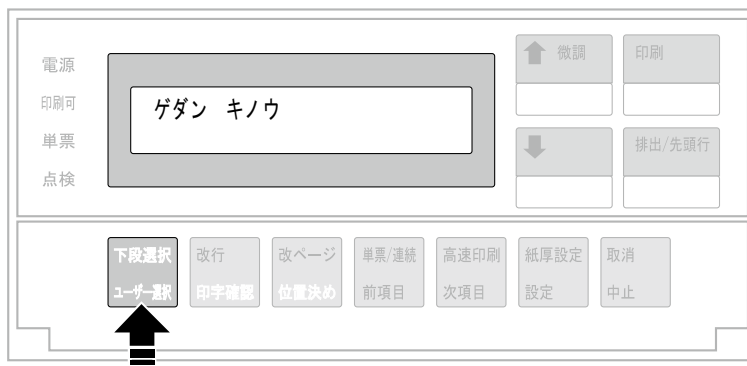 電源
印刷可
単票
点検
ゲダン キノウ
微調
印刷
排出/先頭行
下段選択
ユーザー選択
改行
印字確認
改ページ
位置決め
単票/連続
前項目
高速印刷
次項目
紙厚設定
設定
取消
中止